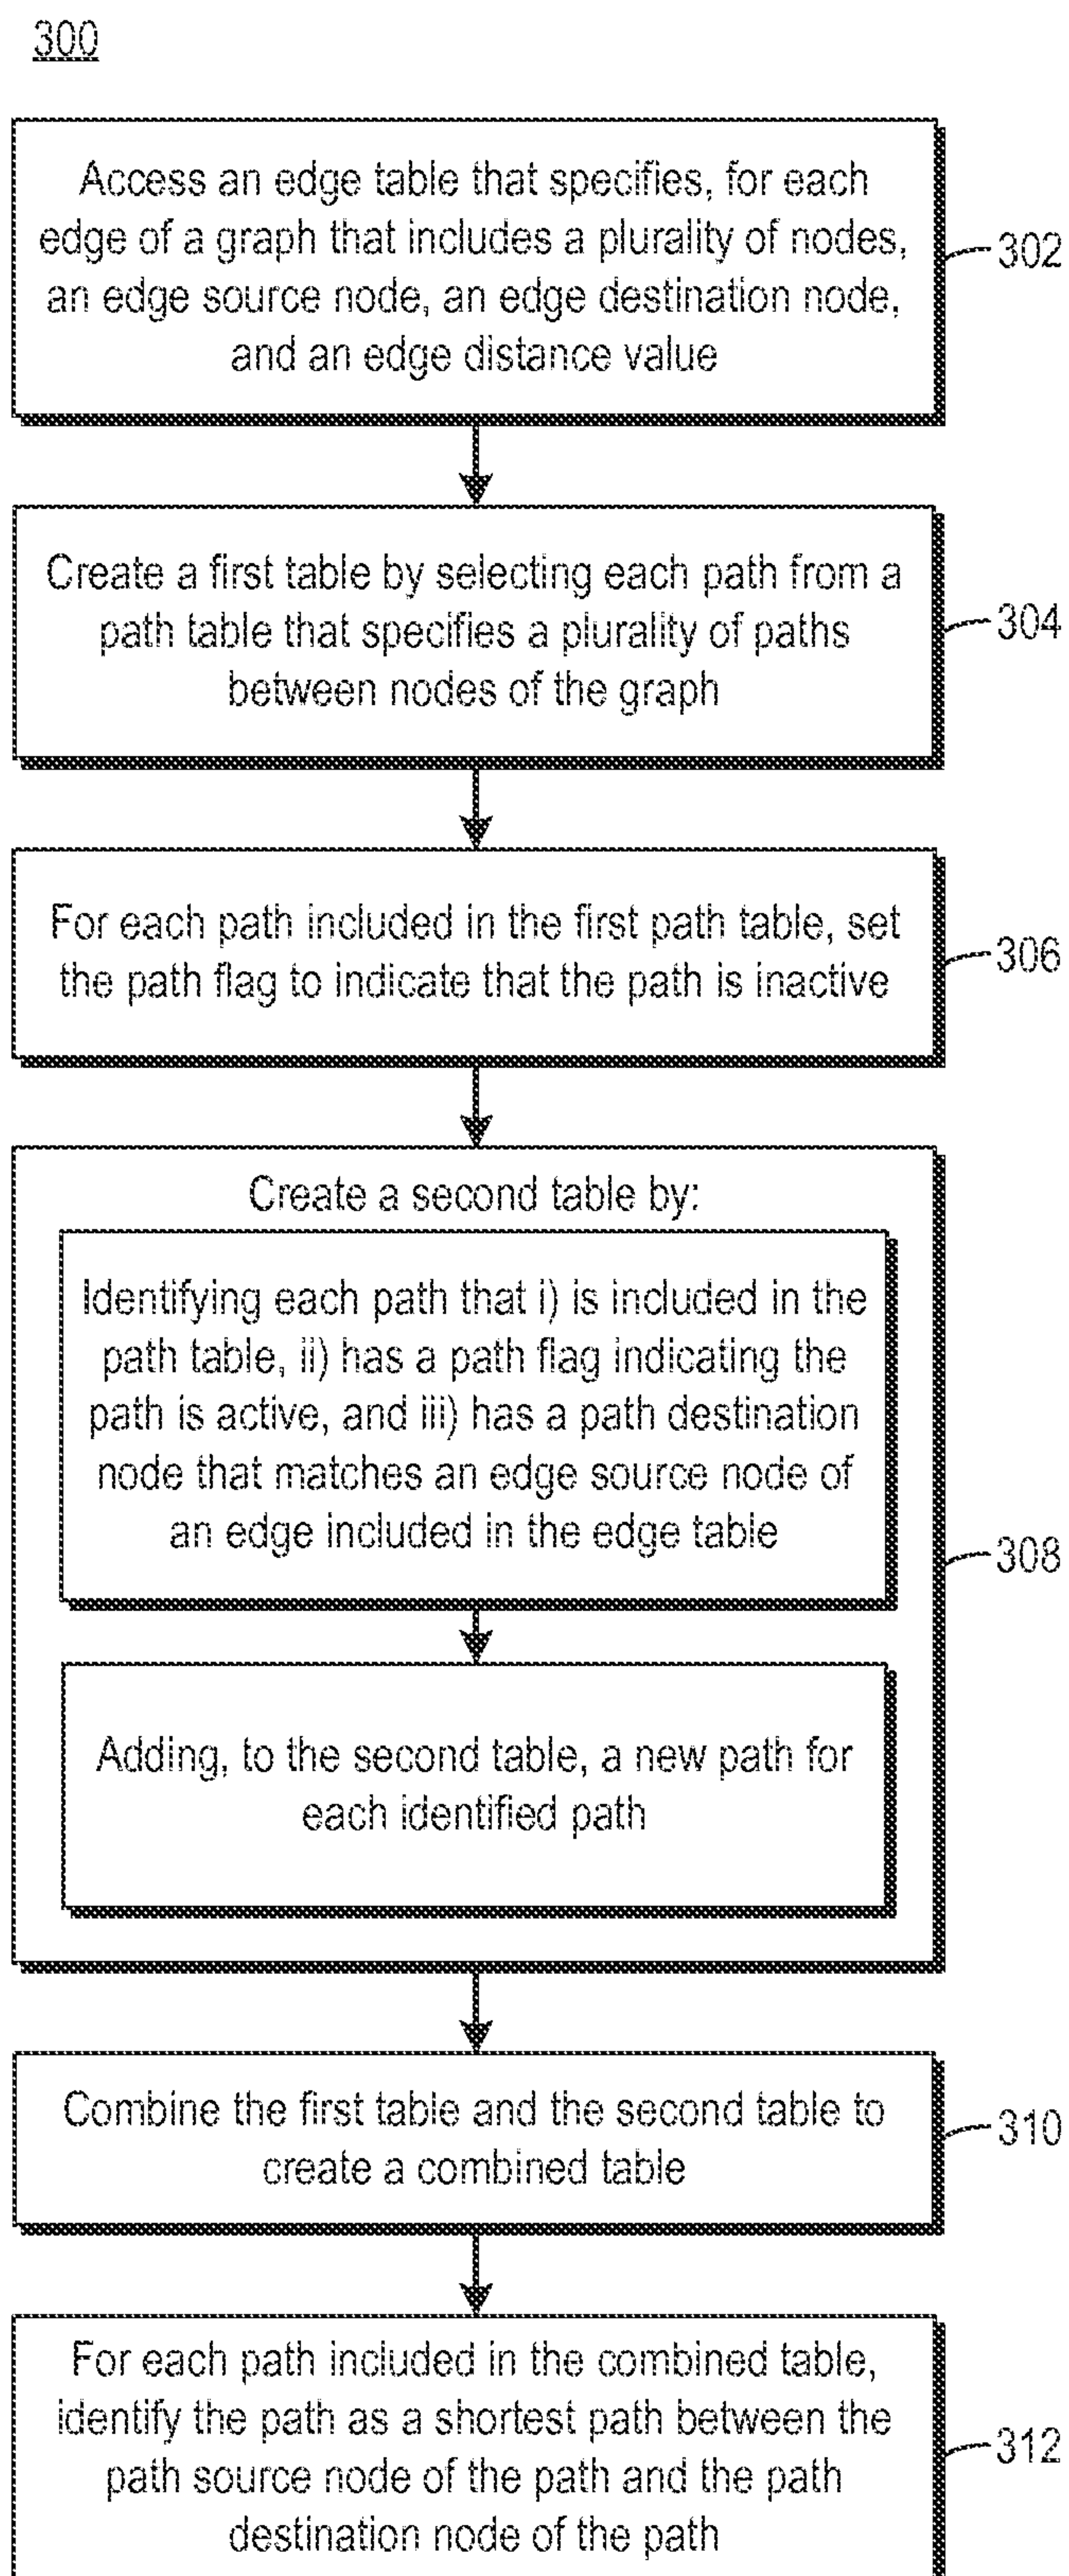 300
Access an edge table that specifies, for each
edge of a graph that includes a plurality of nodes,
an edge source node, an edge destination node,
and an edge distance value
302
Create a first table by selecting each path from a
path table that specifies a plurality of paths
between nodes of the graph
304
For each path included in the first path table, set
the path flag to indicate that the path is inactive
306
Create a second table by:
Identifying each path that i) is included in the
path table, ii) has a path flag indicating the
path is active, and iii) has a path destination
node that matches an edge source node of
an edge included in the edge table
308
Adding, to the second table, a new path for
each identified path
Combine the first table and the second table to
create a combined table
310
For each path included in the combined table,
identify the path as a shortest path between the
path source node of the path and the path
destination node of the path
312